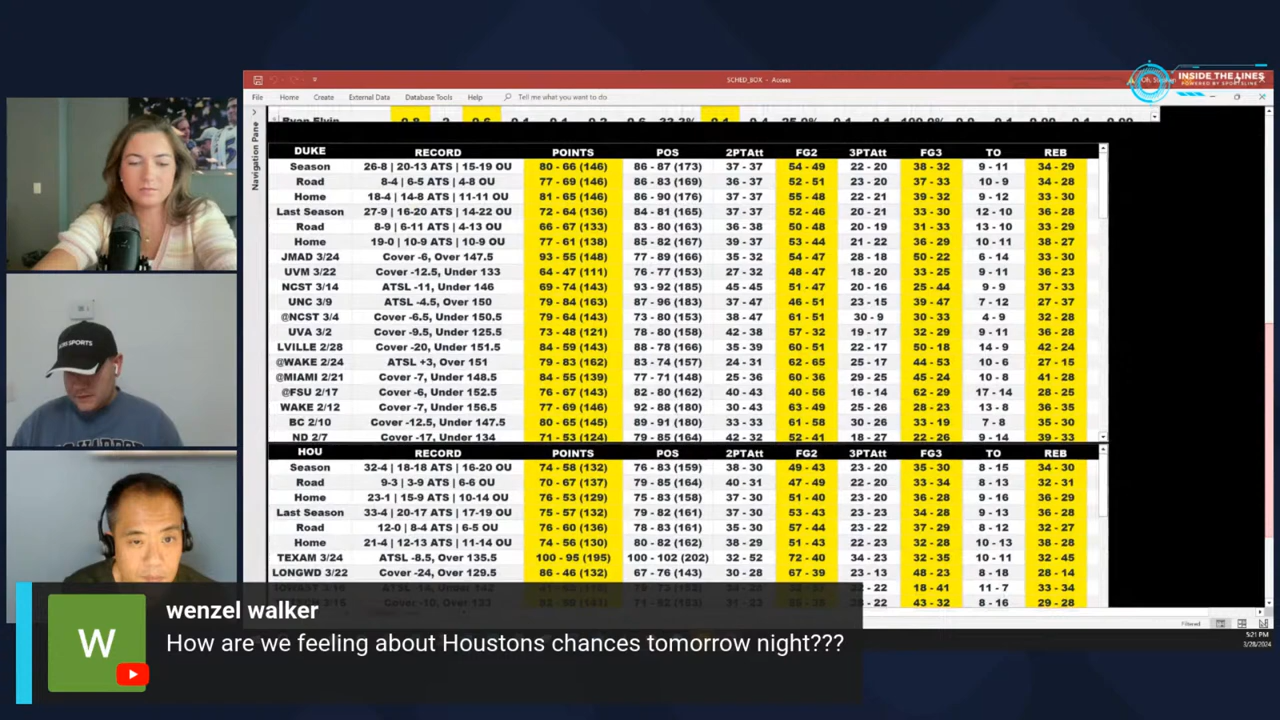 SCHED_BOX - Access
INSIDE THE LINES
POWERED BY SPORTSLINE
File Home Create External Data Database Tools Help Tell me what you want to do
Navigation Pane
Ryan Elvin
DUKE RECORD POINTS POS 2PTAtt FG2 3PTAtt FG3 TO REB
Season 26-8 | 20-13 ATS | 15-19 OU 80 - 66 (146) 86 - 87 (173) 37 - 37 54 - 49 22 - 20 38 - 32 9 - 11 34 - 29
Road 8-4 | 6-5 ATS | 4-8 OU 77 - 69 (146) 86 - 83 (169) 36 - 37 52 - 51 23 - 20 37 - 33 10 - 9 34 - 28
Home 18-4 | 14-8 ATS | 11-11 OU 81 - 65 (146) 86 - 90 (176) 37 - 37 55 - 48 22 - 21 39 - 32 9 - 12 33 - 30
Last Season 27-9 | 16-20 ATS | 14-22 OU 72 - 64 (136) 84 - 81 (165) 37 - 37 52 - 46 20 - 21 33 - 30 12 - 10 36 - 28
Road 8-9 | 6-11 ATS | 4-13 OU 66 - 67 (133) 83 - 80 (163) 36 - 38 50 - 48 20 - 19 31 - 33 13 - 10 33 - 29
Home 19-0 | 10-9 ATS | 10-9 OU 77 - 61 (138) 85 - 82 (167) 39 - 37 53 - 44 21 - 22 36 - 29 10 - 11 38 - 27
JMAD 3/24 Cover -6, Over 147.5 93 - 55 (148) 77 - 89 (166) 35 - 32 54 - 47 28 - 18 50 - 22 6 - 14 33 - 30
UVM 3/22 Cover -12.5, Under 133 64 - 47 (111) 76 - 77 (153) 27 - 32 48 - 47 18 - 20 33 - 25 9 - 11 36 - 23
NCST 3/14 ATSL -11, Under 146 69 - 74 (143) 93 - 92 (185) 45 - 45 51 - 47 20 - 16 25 - 44 9 - 9 37 - 33
UNC 3/9 ATSL -4.5, Over 150 79 - 84 (163) 87 - 96 (183) 37 - 47 46 - 51 23 - 15 39 - 47 7 - 12 27 - 37
@NCST 3/4 Cover -6.5, Under 150.5 79 - 64 (143) 73 - 80 (153) 38 - 47 61 - 51 30 - 9 30 - 33 4 - 9 32 - 28
UVA 3/2 Cover -9.5, Under 125.5 73 - 48 (121) 78 - 80 (158) 42 - 38 57 - 32 19 - 17 32 - 29 9 - 11 36 - 28
LVILLE 2/28 Cover -20, Under 151.5 84 - 59 (143) 88 - 78 (166) 35 - 39 60 - 51 22 - 17 50 - 18 14 - 9 42 - 24
@WAKE 2/24 ATSL +3, Over 151 79 - 83 (162) 83 - 74 (157) 24 - 31 62 - 65 25 - 17 44 - 53 10 - 6 27 - 15
@MIAMI 2/21 Cover -7, Under 148.5 84 - 55 (139) 77 - 71 (148) 25 - 36 60 - 36 29 - 25 45 - 24 10 - 8 41 - 28
@FSU 2/17 Cover -6, Under 152.5 76 - 67 (143) 82 - 80 (162) 40 - 43 40 - 56 16 - 14 62 - 29 17 - 14 28 - 25
WAKE 2/12 Cover -7, Under 156.5 77 - 69 (146) 92 - 88 (180) 30 - 43 63 - 49 25 - 26 28 - 23 13 - 8 36 - 35
BC 2/10 Cover -12.5, Under 147.5 80 - 65 (145) 89 - 91 (180) 33 - 33 61 - 58 30 - 26 33 - 19 7 - 8 35 - 30
ND 2/7 Cover -17, Under 134 71 - 53 (124) 79 - 85 (164) 42 - 32 52 - 41 18 - 27 22 - 26 9 - 14 39 - 33
HOU RECORD POINTS POS 2PTAtt FG2 3PTAtt FG3 TO REB
Season 32-4 | 18-18 ATS | 16-20 OU 74 - 58 (132) 76 - 83 (159) 38 - 30 49 - 43 23 - 20 35 - 30 8 - 15 34 - 30
Road 9-3 | 3-9 ATS | 6-6 OU 70 - 67 (137) 79 - 85 (164) 40 - 31 47 - 49 22 - 20 33 - 34 8 - 13 32 - 31
Home 23-1 | 15-9 ATS | 10-14 OU 76 - 53 (129) 75 - 83 (158) 37 - 30 51 - 40 23 - 20 36 - 28 9 - 16 36 - 29
Last Season 33-4 | 20-17 ATS | 17-19 OU 75 - 57 (132) 79 - 82 (161) 37 - 30 53 - 43 23 - 22 34 - 28 9 - 13 36 - 28
Road 12-0 | 8-4 ATS | 6-5 OU 76 - 60 (136) 78 - 83 (161) 35 - 30 57 - 44 23 - 22 37 - 29 8 - 12 32 - 27
Home 21-4 | 12-13 ATS | 11-14 OU 74 - 56 (130) 80 - 82 (162) 38 - 29 51 - 43 22 - 23 32 - 28 10 - 13 38 - 28
TEXAM 3/24 ATSL -8.5, Over 135.5 100 - 95 (195) 100 - 102 (202) 34 - 52 72 - 40 34 - 23 32 - 35 10 - 11 32 - 45
LONGWD 3/22 Cover -24, Over 129.5 86 - 46 (132) 67 - 76 (143) 30 - 28 67 - 39 23 - 13 48 - 23 8 - 18 28 - 14
18 - 41 11 - 7 33 - 34
43 - 32 8 - 16 29 - 28
Filtered
5:21 PM
3/28/2024
CBS SPORTS
W
wenzel walker
How are we feeling about Houstons chances tomorrow night???